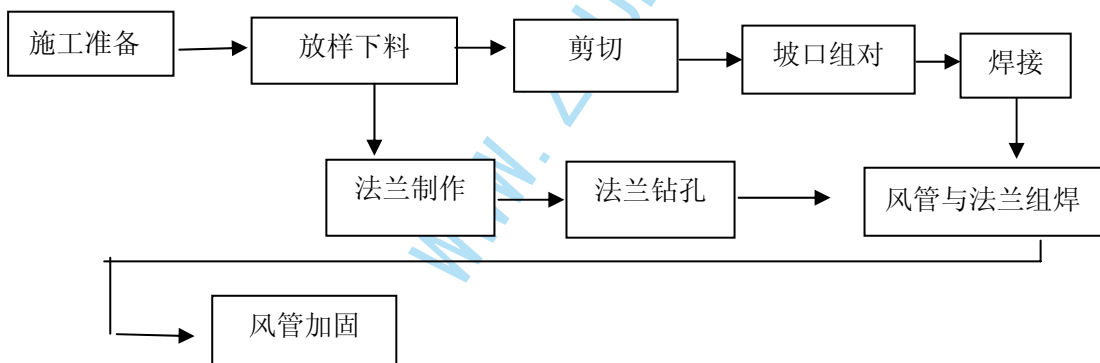 施工准备
放样下料
剪切
坡口组对
焊接
法兰制作
法兰钻孔
风管与法兰组焊
风管加固